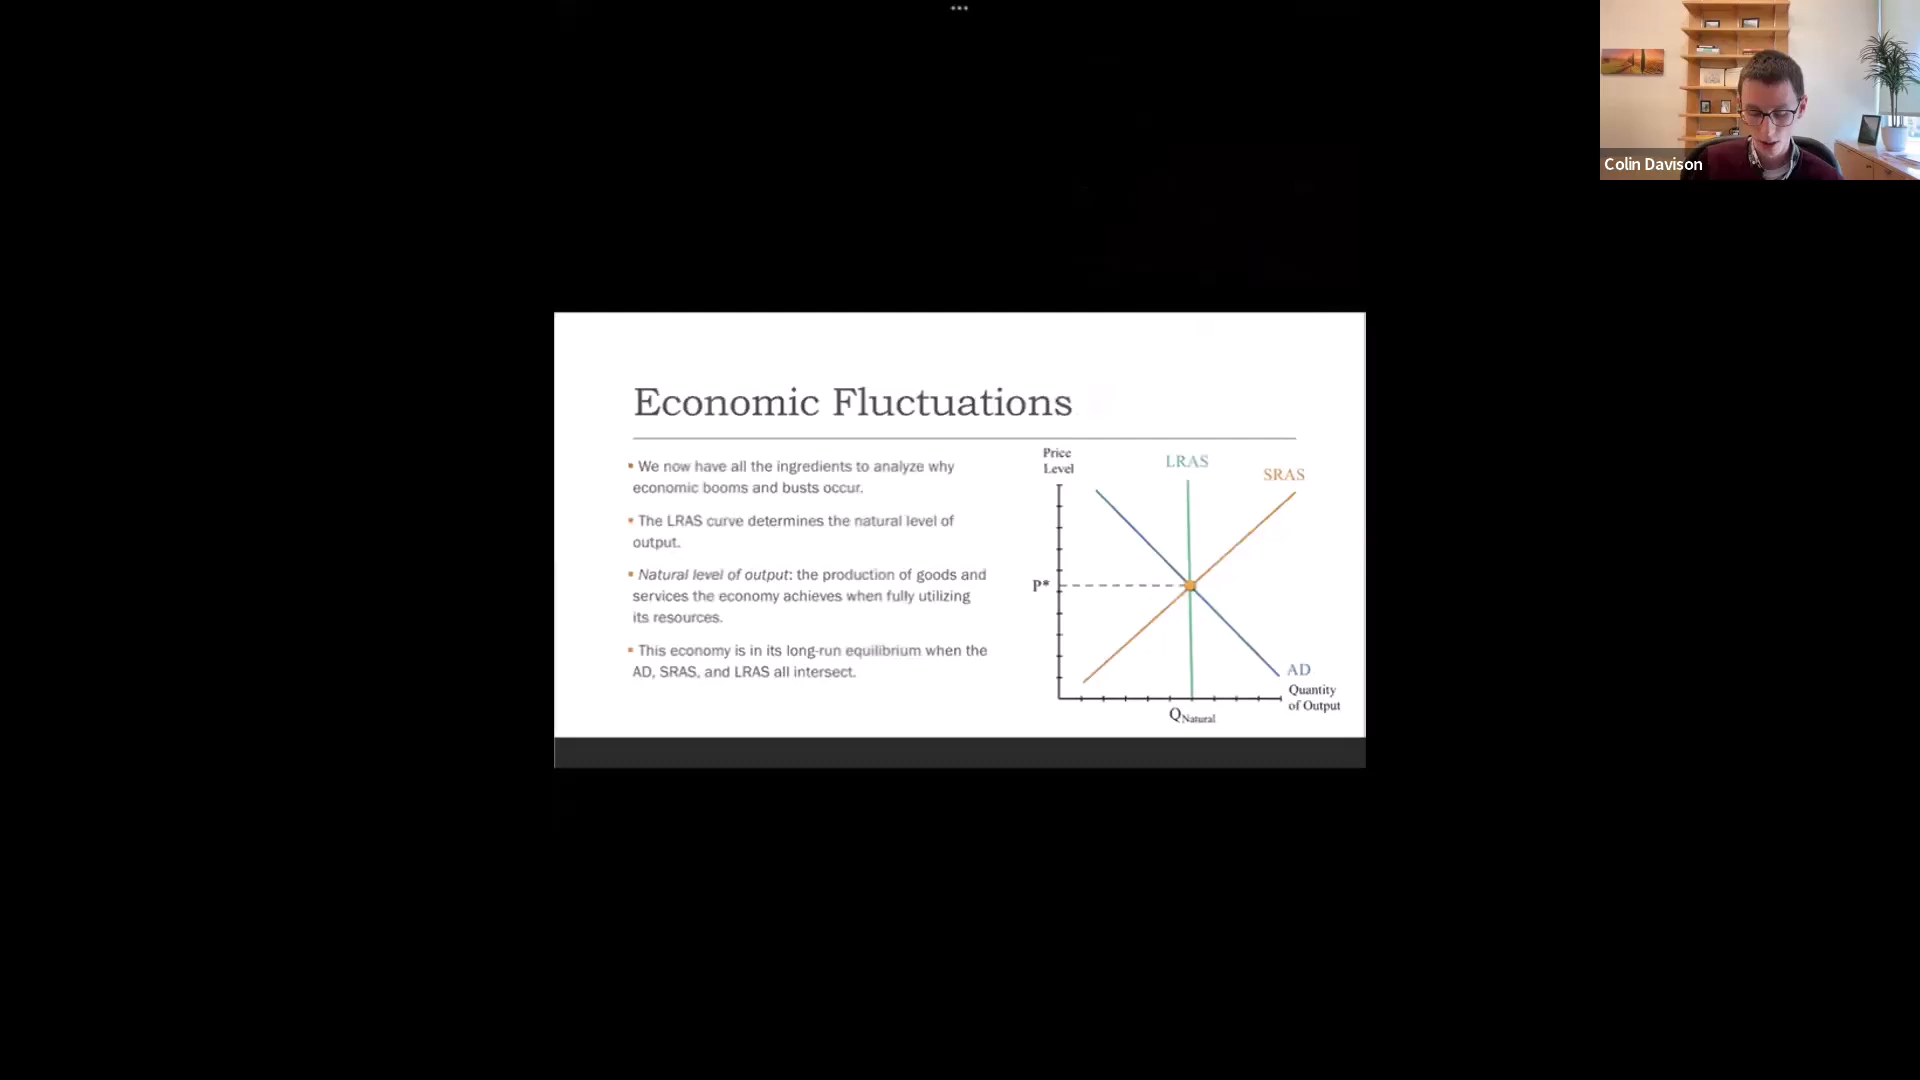 Colin Davison
Economic Fluctuations
▪ We now have all the ingredients to analyze why
economic booms and busts occur.
▪ The LRAS curve determines the natural level of
output.
▪ Natural level of output: the production of goods and
services the economy achieves when fully utilizing
its resources.
▪ This economy is in its long-run equilibrium when the
AD, SRAS, and LRAS all intersect.
Price
Level
LRAS
SRAS
P*
AD
Quantity
of Output
QNatural